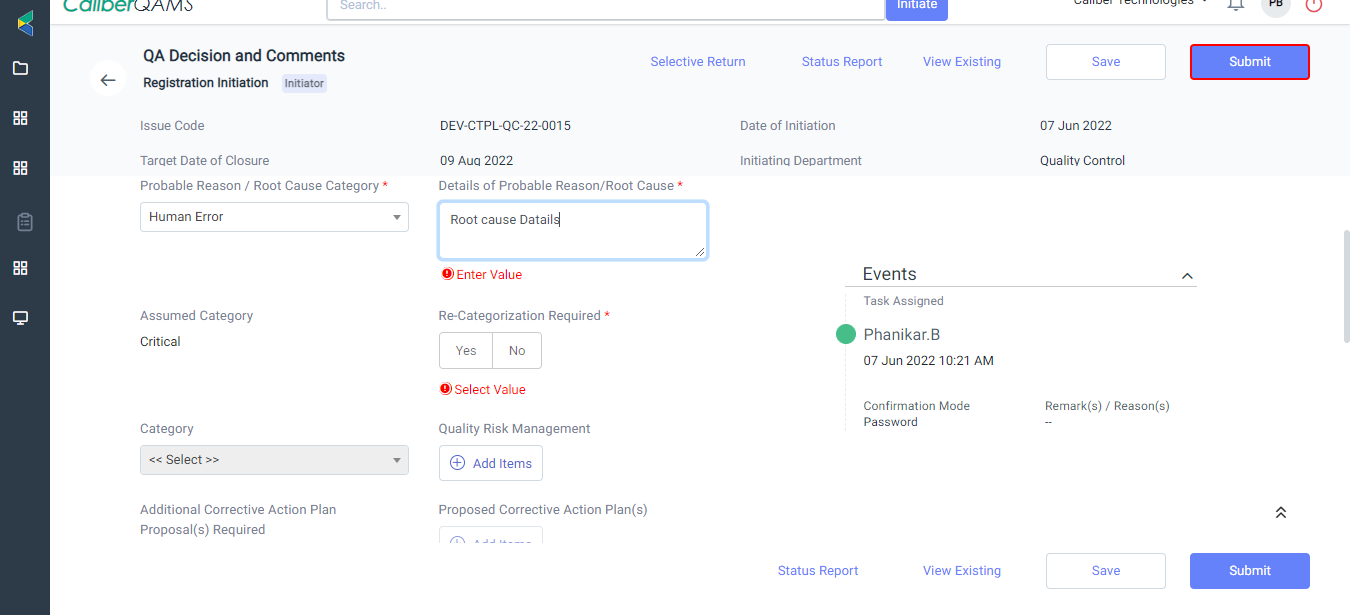 CaliberQAMS
Search..
Initiate
Caliber Technologies
PB
QA Decision and Comments
Registration Initiation Initiator
Selective Return Status Report View Existing Save Submit
Issue Code DEV-CTPL-QC-22-0015 Date of Initiation 07 Jun 2022
Target Date of Closure 09 Aug 2022 Initiating Department Quality Control
Probable Reason / Root Cause Category * Details of Probable Reason/Root Cause *
Human Error Root cause Datails
Enter Value
Events
Task Assigned
Phanikar.B
07 Jun 2022 10:21 AM
Confirmation Mode Remark(s) / Reason(s)
Password --
Assumed Category Re-Categorization Required *
Critical
Yes No
Select Value
Category Quality Risk Management
<< Select >> Add Items
Additional Corrective Action Plan Proposed Corrective Action Plan(s)
Proposal(s) Required
Add Items
Status Report View Existing Save Submit